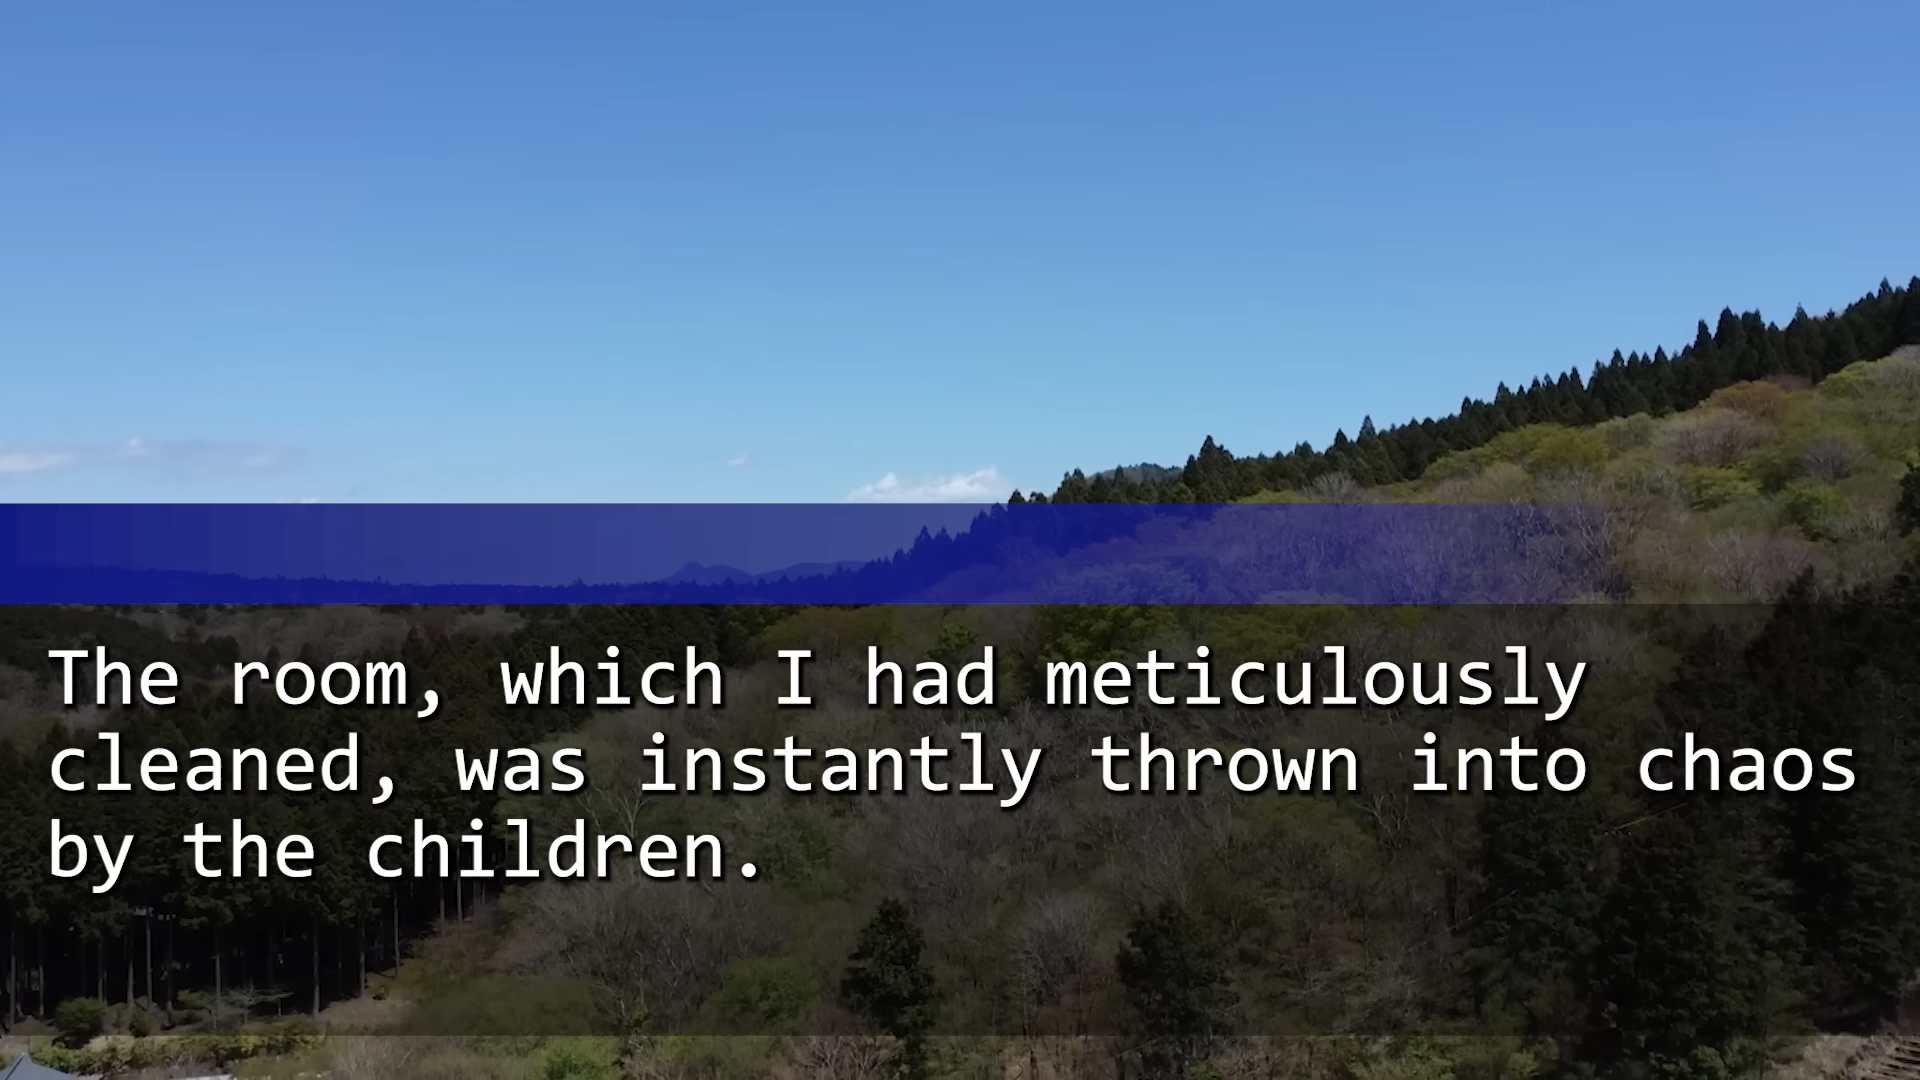 The room, which I had meticulously
cleaned, was instantly thrown into chaos
by the children.